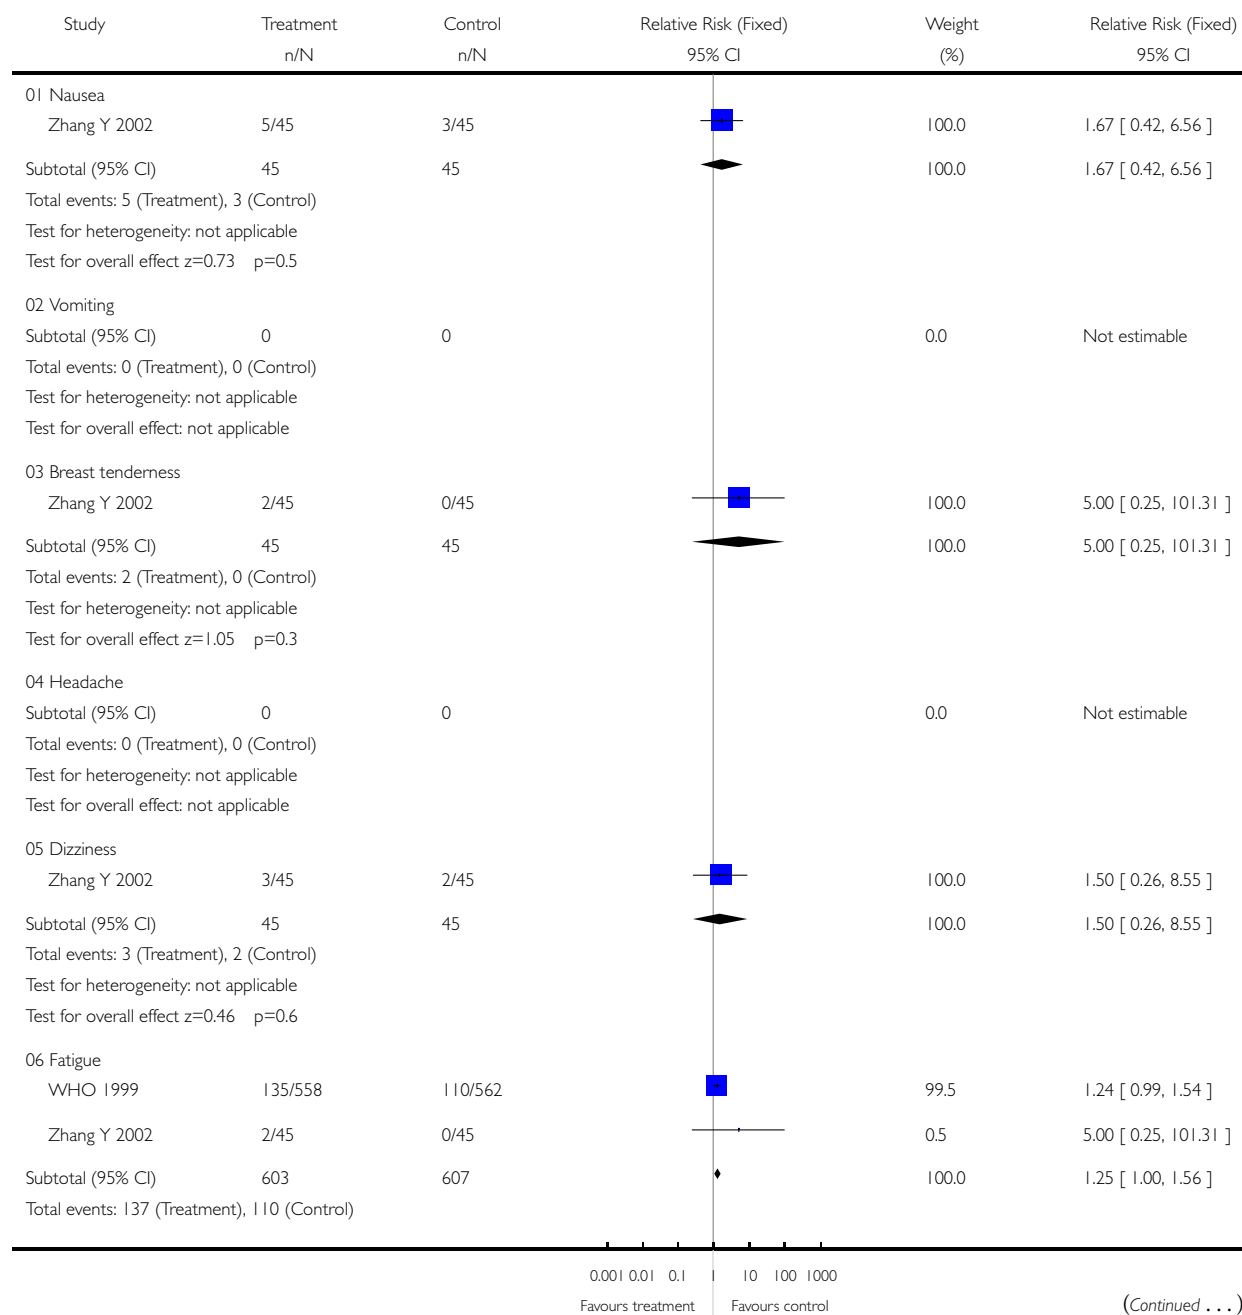 Study Treatment Control Relative Risk (Fixed) Weight Relative Risk (Fixed)
n/N n/N 95% CI (%) 95% CI
01 Nausea
Zhang Y 2002 5/45 3/45 100.0 1.67 [ 0.42, 6.56 ]
Subtotal (95% CI) 45 45 100.0 1.67 [ 0.42, 6.56 ]
Total events: 5 (Treatment), 3 (Control)
Test for heterogeneity: not applicable
Test for overall effect z=0.73 p=0.5
02 Vomiting
Subtotal (95% CI) 0 0 0.0 Not estimable
Total events: 0 (Treatment), 0 (Control)
Test for heterogeneity: not applicable
Test for overall effect: not applicable
03 Breast tenderness
Zhang Y 2002 2/45 0/45 100.0 5.00 [ 0.25, 101.31 ]
Subtotal (95% CI) 45 45 100.0 5.00 [ 0.25, 101.31 ]
Total events: 2 (Treatment), 0 (Control)
Test for heterogeneity: not applicable
Test for overall effect z=1.05 p=0.3
04 Headache
Subtotal (95% CI) 0 0 0.0 Not estimable
Total events: 0 (Treatment), 0 (Control)
Test for heterogeneity: not applicable
Test for overall effect: not applicable
05 Dizziness
Zhang Y 2002 3/45 2/45 100.0 1.50 [ 0.26, 8.55 ]
Subtotal (95% CI) 45 45 100.0 1.50 [ 0.26, 8.55 ]
Total events: 3 (Treatment), 2 (Control)
Test for heterogeneity: not applicable
Test for overall effect z=0.46 p=0.6
06 Fatigue
WHO 1999 135/558 110/562 99.5 1.24 [ 0.99, 1.54 ]
Zhang Y 2002 2/45 0/45 0.5 5.00 [ 0.25, 101.31 ]
Subtotal (95% CI) 603 607 100.0 1.25 [ 1.00, 1.56 ]
Total events: 137 (Treatment), 110 (Control)
0.001 0.01 0.1 1 10 100 1000
Favours treatment Favours control (Continued . . . )